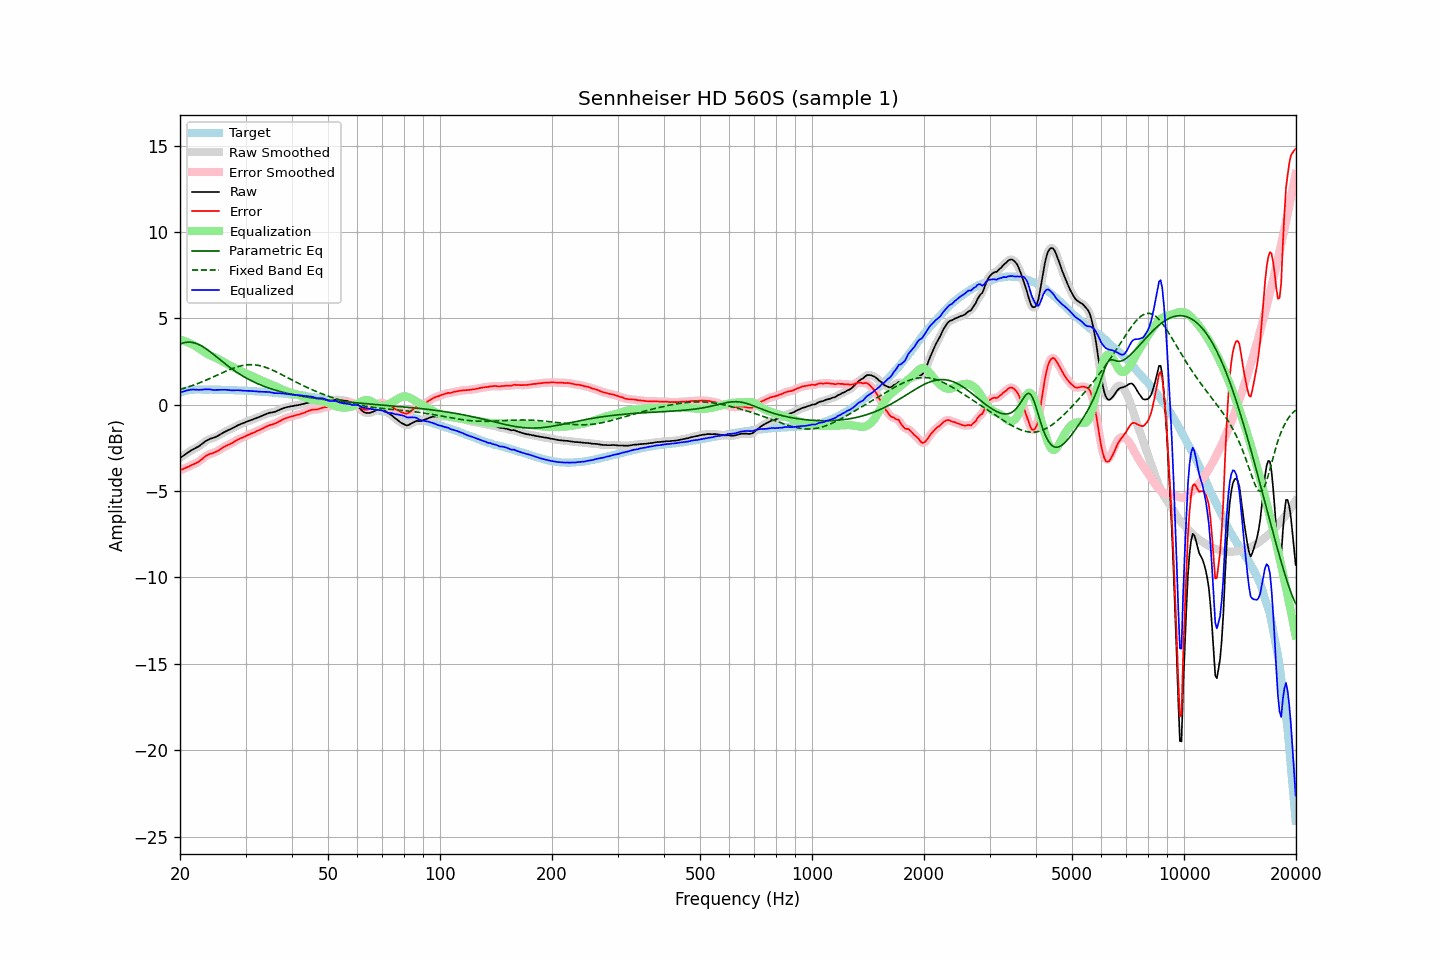 Sennheiser HD 560S (sample 1)
Target
Raw Smoothed
Error Smoothed
Raw
Error
Equalization
Parametric Eq
Fixed Band Eq
Equalized
Amplitude (dBr)
15
10
5
0
−5
−10
−15
−20
−25
20 50 100 200 500 1000 2000 5000 10000 20000
Frequency (Hz)